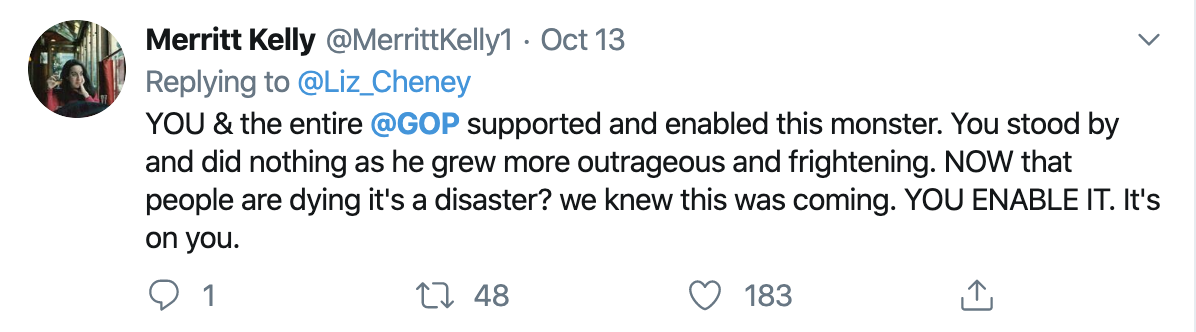 Merritt Kelly @MerrittKelly1 · Oct 13
Replying to @Liz_Cheney
YOU & the entire @GOP supported and enabled this monster. You stood by
and did nothing as he grew more outrageous and frightening. NOW that
people are dying it's a disaster? we knew this was coming. YOU ENABLE IT. It's
on you.
1 48 183